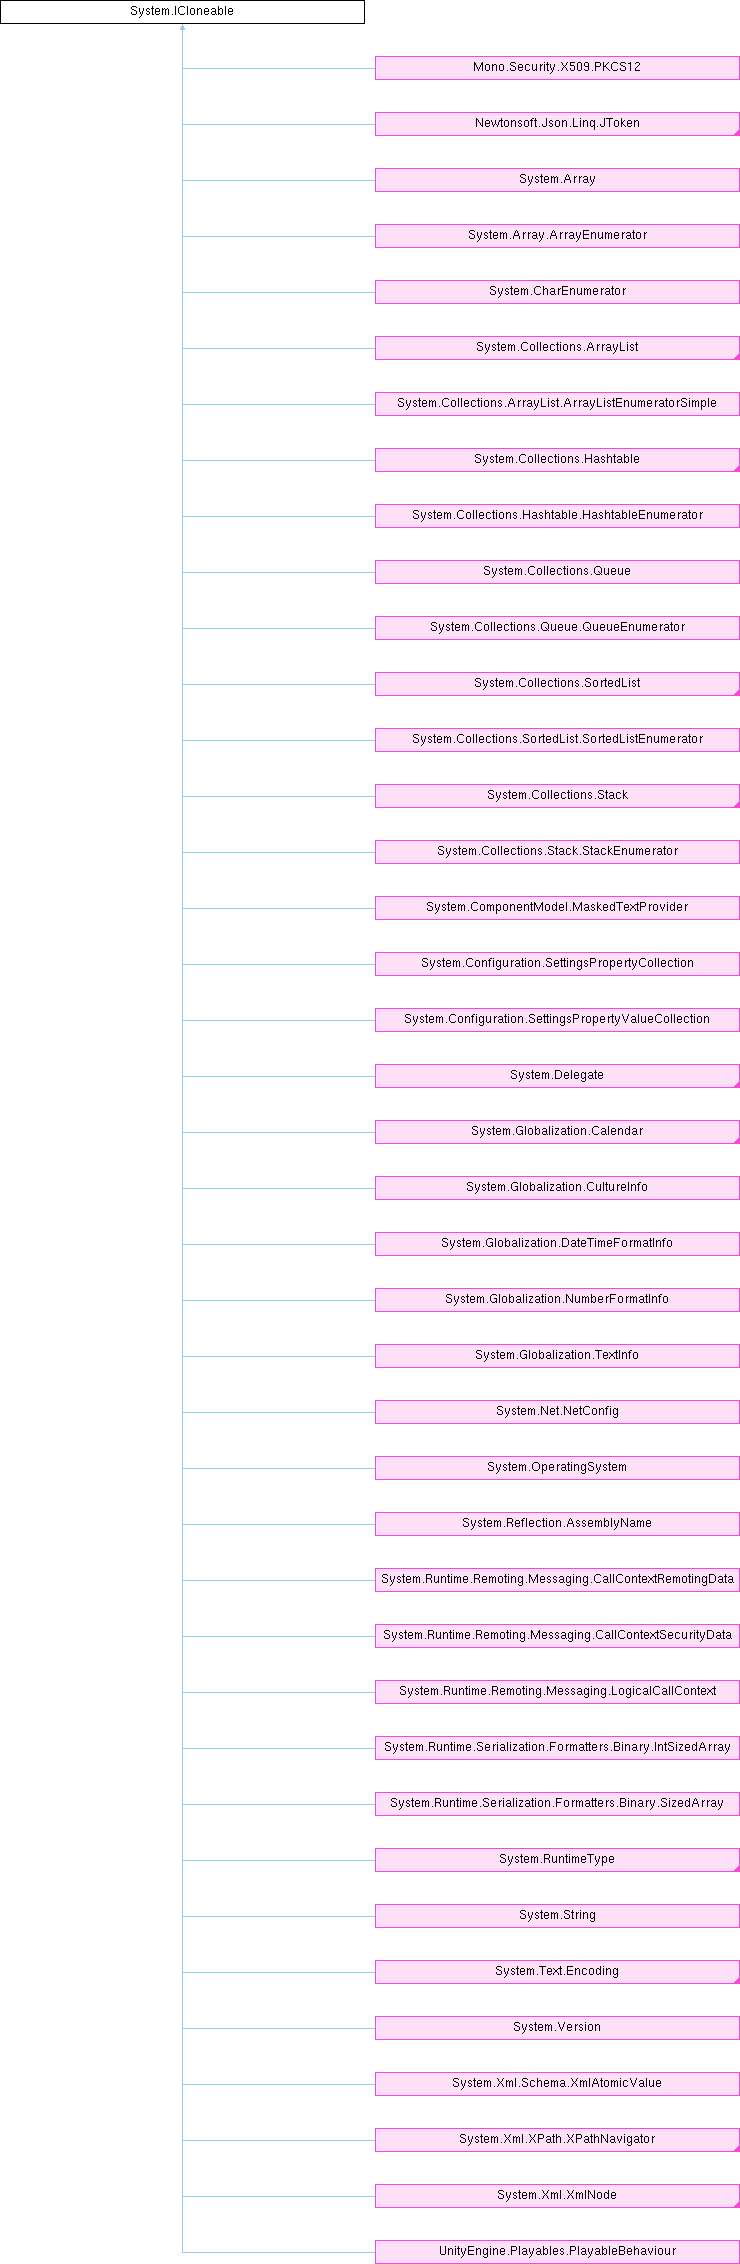 System.ICloneable
Mono.Security.X509.PKCS12
Newtonsoft.Json.Linq.JToken
System.Array
System.Array.ArrayEnumerator
System.CharEnumerator
System.Collections.ArrayList
System.Collections.ArrayList.ArrayListEnumeratorSimple
System.Collections.Hashtable
System.Collections.Hashtable.HashtableEnumerator
System.Collections.Queue
System.Collections.Queue.QueueEnumerator
System.Collections.SortedList
System.Collections.SortedList.SortedListEnumerator
System.Collections.Stack
System.Collections.Stack.StackEnumerator
System.ComponentModel.MaskedTextProvider
System.Configuration.SettingsPropertyCollection
System.Configuration.SettingsPropertyValueCollection
System.Delegate
System.Globalization.Calendar
System.Globalization.CultureInfo
System.Globalization.DateTimeFormatInfo
System.Globalization.NumberFormatInfo
System.Globalization.TextInfo
System.Net.NetConfig
System.OperatingSystem
System.Reflection.AssemblyName
System.Runtime.Remoting.Messaging.CallContextRemotingData
System.Runtime.Remoting.Messaging.CallContextSecurityData
System.Runtime.Remoting.Messaging.LogicalCallContext
System.Runtime.Serialization.Formatters.Binary.IntSizedArray
System.Runtime.Serialization.Formatters.Binary.SizedArray
System.RuntimeType
System.String
System.Text.Encoding
System.Version
System.Xml.Schema.XmlAtomicValue
System.Xml.XPath.XPathNavigator
System.Xml.XmlNode
UnityEngine.Playables.PlayableBehaviour